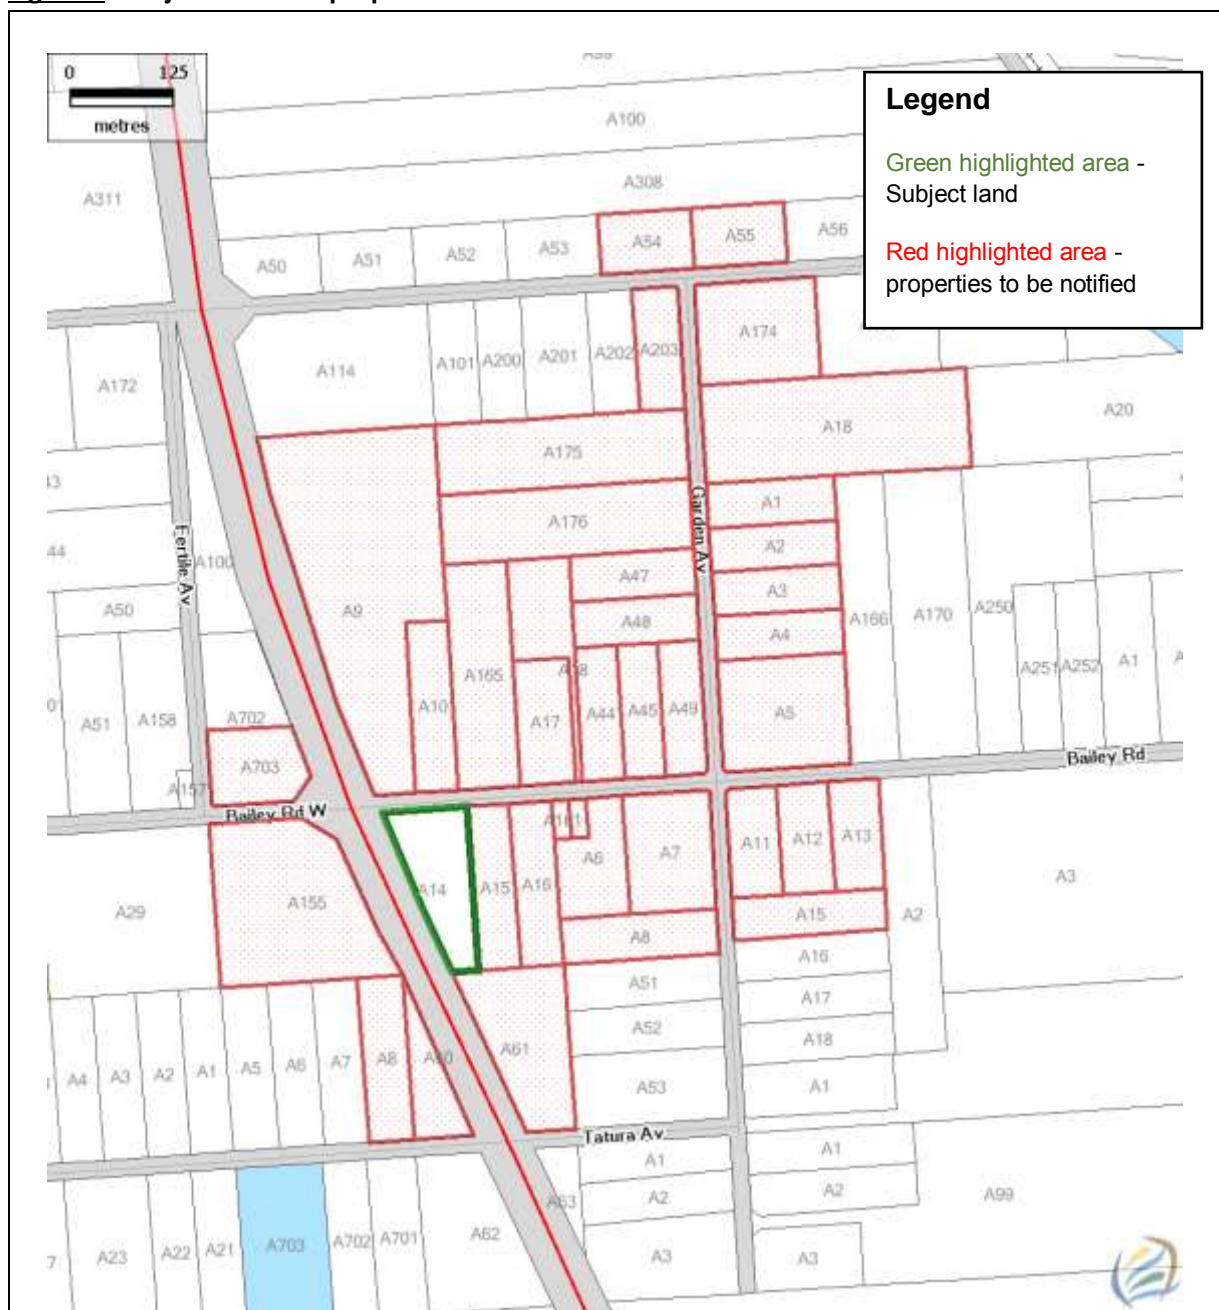 0 125
metres
Legend
Green highlighted area -
Subject land
Red highlighted area -
properties to be notified
A100
A308
A311
A54 A55 A56
A50 A51 A52 A53
A174
A114 A101 A200 A201 A202 A203
A172
A20
A18
A175
A1
A176
A2
Garden Av
Fertile Av
A100
A47
A3
A50
A9
A48
A4
A166 A170 A250
A165
A251 A252 A1
A51 A158 A702
A10 A17 A44 A45 A49 A5
A703
Bailey Rd
Bailey Rd W
A14 A15 A16 A6 A7 A11 A12 A13
A3
A29 A155
A8 A15 A2
A16
A51
A17
A52
A18
A4 A3 A2 A1 A5 A6 A7 A8 A61
A53 A1
Tatura Av
A1 A1
A2 A2
A99
A23 A22 A21 A703 A702 A701 A62 A63
A3 A3